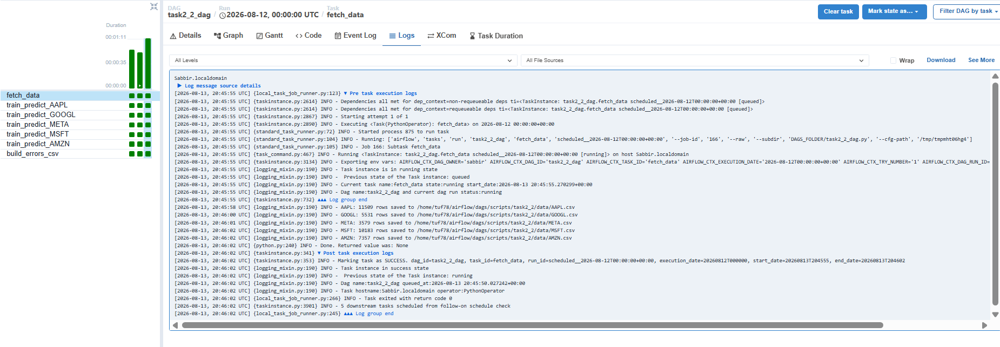 DAG
task2_2_dag
/
Run
2026-08-12, 00:00:00 UTC
/
Task
fetch_data
Clear task
Mark state as...
Filter DAG by task
Duration
00:01:11
00:00:35
00:00:00
fetch_data
train_predict_AAPL
train_predict_GOOGL
train_predict_META
train_predict_MSFT
train_predict_AMZN
build_errors_csv
Details
Graph
Gantt
Code
Event Log
Logs
XCom
Task Duration
All Levels
All File Sources
Wrap
Download
See More
Sabbir.localdomain
▶ Log message source details
[2026-08-13, 20:45:55 UTC] {local_task_job_runner.py:123} ▼ Pre task execution logs
[2026-08-13, 20:45:55 UTC] {taskinstance.py:2614} INFO - Dependencies all met for dep_context=non-requeueable deps ti=<TaskInstance: task2_2_dag.fetch_data scheduled__2026-08-12T00:00:00+00:00 [queued]>
[2026-08-13, 20:45:55 UTC] {taskinstance.py:2614} INFO - Dependencies all met for dep_context=requeueable deps ti=<TaskInstance: task2_2_dag.fetch_data scheduled__2026-08-12T00:00:00+00:00 [queued]>
[2026-08-13, 20:45:55 UTC] {taskinstance.py:2867} INFO - Starting attempt 1 of 1
[2026-08-13, 20:45:55 UTC] {taskinstance.py:2890} INFO - Executing <Task(PythonOperator): fetch_data> on 2026-08-12 00:00:00+00:00
[2026-08-13, 20:45:55 UTC] {standard_task_runner.py:72} INFO - Started process 875 to run task
[2026-08-13, 20:45:55 UTC] {standard_task_runner.py:104} INFO - Running: ['airflow', 'tasks', 'run', 'task2_2_dag', 'fetch_data', 'scheduled__2026-08-12T00:00:00+00:00', '--job-id', '166', '--raw', '--subdir', 'DAGS_FOLDER/task2_2_dag.py', '--cfg-path', '/tmp/tmpmht06hg4']
[2026-08-13, 20:45:55 UTC] {standard_task_runner.py:105} INFO - Job 166: Subtask fetch_data
[2026-08-13, 20:45:55 UTC] {task_command.py:467} INFO - Running <TaskInstance: task2_2_dag.fetch_data scheduled__2026-08-12T00:00:00+00:00 [running]> on host Sabbir.localdomain
[2026-08-13, 20:45:55 UTC] {taskinstance.py:3134} INFO - Exporting env vars: AIRFLOW_CTX_DAG_OWNER='sabbir' AIRFLOW_CTX_DAG_ID='task2_2_dag' AIRFLOW_CTX_TASK_ID='fetch_data' AIRFLOW_CTX_EXECUTION_DATE='2026-08-12T00:00:00+00:00' AIRFLOW_CTX_TRY_NUMBER='1' AIRFLOW_CTX_DAG_RUN_ID=
[2026-08-13, 20:45:55 UTC] {logging_mixin.py:190} INFO - Task instance is in running state
[2026-08-13, 20:45:55 UTC] {logging_mixin.py:190} INFO -  Previous state of the Task instance: queued
[2026-08-13, 20:45:55 UTC] {logging_mixin.py:190} INFO - Current task name:fetch_data state:running start_date:2026-08-13 20:45:55.270299+00:00
[2026-08-13, 20:45:55 UTC] {logging_mixin.py:190} INFO - Dag name:task2_2_dag and current dag run status:running
[2026-08-13, 20:45:55 UTC] {taskinstance.py:732} ▲▲▲ Log group end
[2026-08-13, 20:45:58 UTC] {logging_mixin.py:190} INFO - AAPL: 11509 rows saved to /home/tuf78/airflow/dags/scripts/task2_2/data/AAPL.csv
[2026-08-13, 20:46:00 UTC] {logging_mixin.py:190} INFO - GOOGL: 5531 rows saved to /home/tuf78/airflow/dags/scripts/task2_2/data/GOOGL.csv
[2026-08-13, 20:46:01 UTC] {logging_mixin.py:190} INFO - META: 3579 rows saved to /home/tuf78/airflow/dags/scripts/task2_2/data/META.csv
[2026-08-13, 20:46:02 UTC] {logging_mixin.py:190} INFO - MSFT: 10183 rows saved to /home/tuf78/airflow/dags/scripts/task2_2/data/MSFT.csv
[2026-08-13, 20:46:02 UTC] {logging_mixin.py:190} INFO - AMZN: 7357 rows saved to /home/tuf78/airflow/dags/scripts/task2_2/data/AMZN.csv
[2026-08-13, 20:46:02 UTC] {python.py:240} INFO - Done. Returned value was: None
[2026-08-13, 20:46:02 UTC] {taskinstance.py:341} ▼ Post task execution logs
[2026-08-13, 20:46:02 UTC] {taskinstance.py:353} INFO - Marking task as SUCCESS. dag_id=task2_2_dag, task_id=fetch_data, run_id=scheduled__2026-08-12T00:00:00+00:00, execution_date=20260812T000000, start_date=20260813T204555, end_date=20260813T204602
[2026-08-13, 20:46:02 UTC] {logging_mixin.py:190} INFO - Task instance in success state
[2026-08-13, 20:46:02 UTC] {logging_mixin.py:190} INFO -  Previous state of the Task instance: running
[2026-08-13, 20:46:02 UTC] {logging_mixin.py:190} INFO - Dag name:task2_2_dag queued_at:2026-08-13 20:45:50.027242+00:00
[2026-08-13, 20:46:02 UTC] {logging_mixin.py:190} INFO - Task hostname:Sabbir.localdomain operator:PythonOperator
[2026-08-13, 20:46:02 UTC] {local_task_job_runner.py:266} INFO - Task exited with return code 0
[2026-08-13, 20:46:02 UTC] {taskinstance.py:3901} INFO - 5 downstream tasks scheduled from follow-on schedule check
[2026-08-13, 20:46:02 UTC] {local_task_job_runner.py:245} ▲▲▲ Log group end